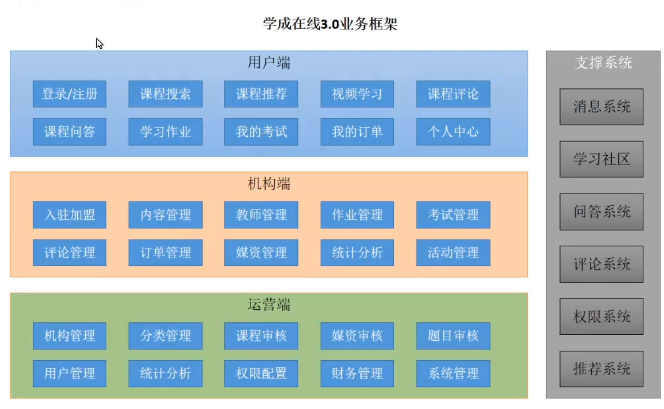 学成在线3.0业务框架
用户端
登录/注册 课程搜索 课程推荐 视频学习 课程评论
课程问答 学习作业 我的考试 我的订单 个人中心
机构端
入驻加盟 内容管理 教师管理 作业管理 考试管理
评论管理 订单管理 媒资管理 统计分析 活动管理
运营端
机构管理 分类管理 课程审核 媒资审核 题目审核
用户管理 统计分析 权限配置 财务管理 系统管理
支撑系统
消息系统
学习社区
问答系统
评论系统
权限系统
推荐系统